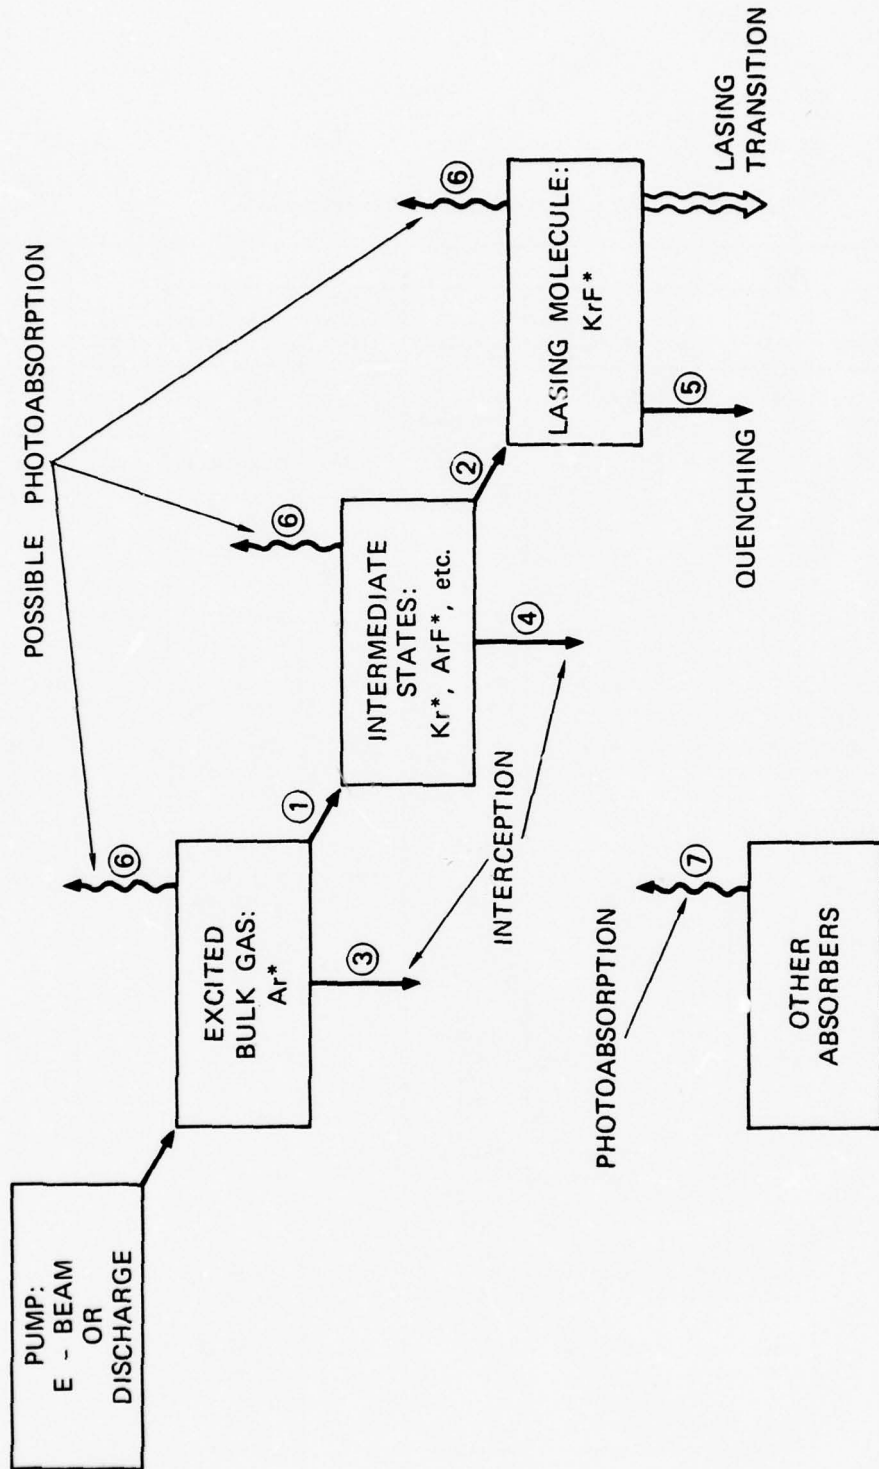 PUMP:
E - BEAM
OR
DISCHARGE
POSSIBLE PHOTOABSORPTION
EXCITED
BULK GAS:
Ar*
6
1
3
INTERMEDIATE
STATES:
Kr*, ArF*, etc.
6
2
4
INTERCEPTION
LASING MOLECULE:
KrF*
6
5
QUENCHING
LASING
TRANSITION
PHOTOABSORPTION
7
OTHER
ABSORBERS